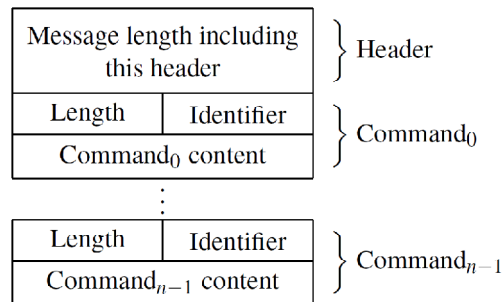 Message length including
this header
Header
Length Identifier
Command₀ content
Command₀
⋮
Length Identifier
Commandₙ₋₁ content
Commandₙ₋₁